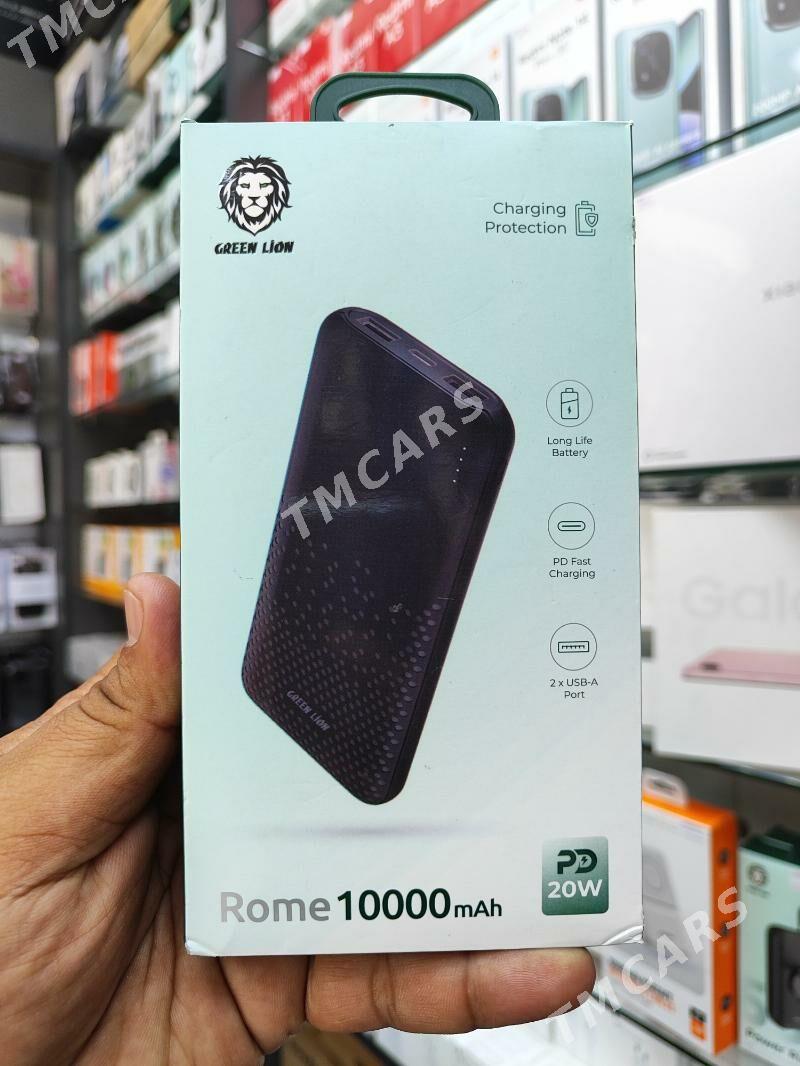 TMCARS
GREEN LION
Charging
Protection
TMCARS
Long Life
Battery
PD Fast
Charging
2 x USB-A
Port
GREEN LION
PD
20W
Rome 10000mAh
TMCARS
TMCARS